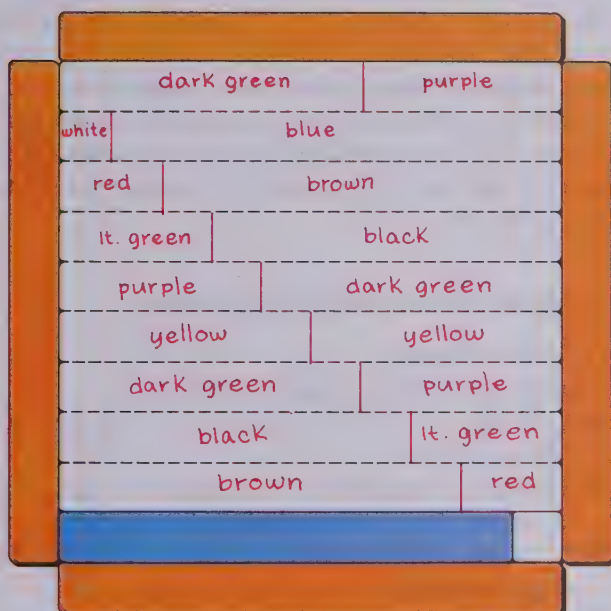 dark green purple
white blue
red brown
lt. green black
purple dark green
yellow yellow
dark green purple
black lt. green
brown red